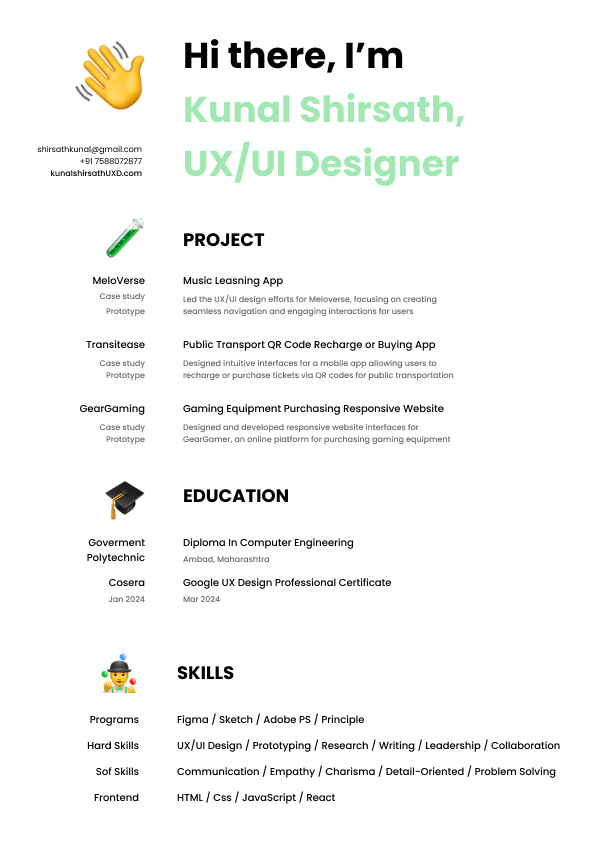 Hi there, I’m
Kunal Shirsath,
UX/UI Designer
shirsathkunal@gmail.com
+91 7588072877
kunalshirsathUXD.com
PROJECT
MeloVerse
Case study
Prototype
Music Leasning App
Led the UX/UI design efforts for Meloverse, focusing on creating
seamless navigation and engaging interactions for users
Transitease
Case study
Prototype
Public Transport QR Code Recharge or Buying App
Designed intuitive interfaces for a mobile app allowing users to
recharge or purchase tickets via QR codes for public transportation
GearGaming
Case study
Prototype
Gaming Equipment Purchasing Responsive Website
Designed and developed responsive website interfaces for
GearGamer, an online platform for purchasing gaming equipment
EDUCATION
Goverment
Polytechnic
Diploma In Computer Engineering
Ambad, Maharashtra
Cosera
Jan 2024
Google UX Design Professional Certificate
Mar 2024
SKILLS
Programs
Figma / Sketch / Adobe PS / Principle
Hard Skills
UX/UI Design / Prototyping / Research / Writing / Leadership / Collaboration
Sof Skills
Communication / Empathy / Charisma / Detail-Oriented / Problem Solving
Frontend
HTML / Css / JavaScript / React